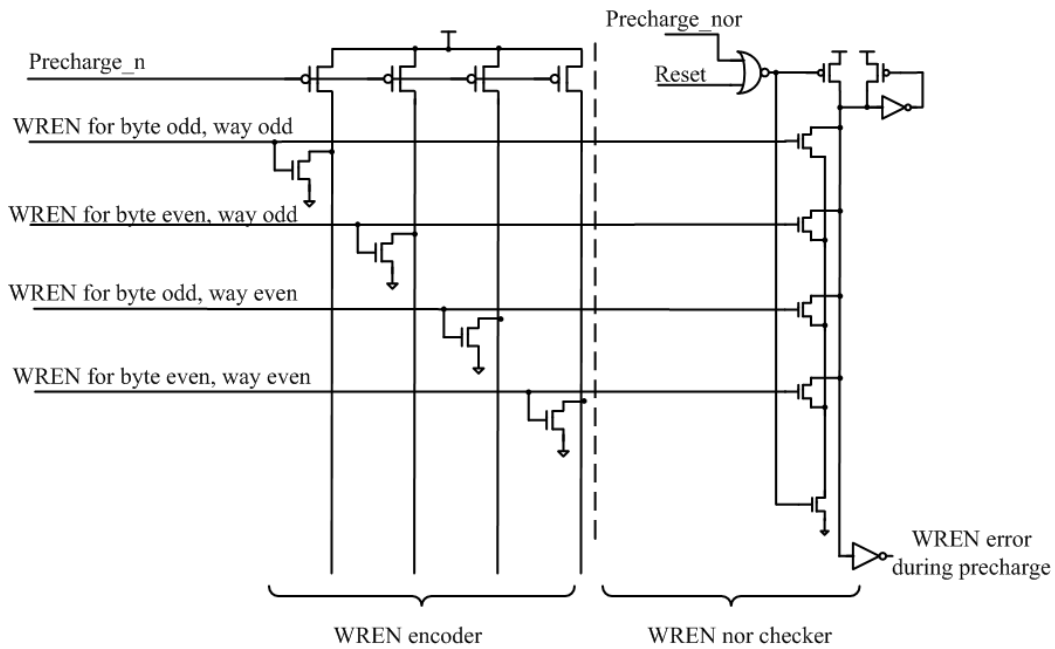 Precharge_nor
Precharge_n
Reset
WREN for byte odd, way odd
WREN for byte even, way odd
WREN for byte odd, way even
WREN for byte even, way even
WREN error
during precharge
WREN encoder
WREN nor checker